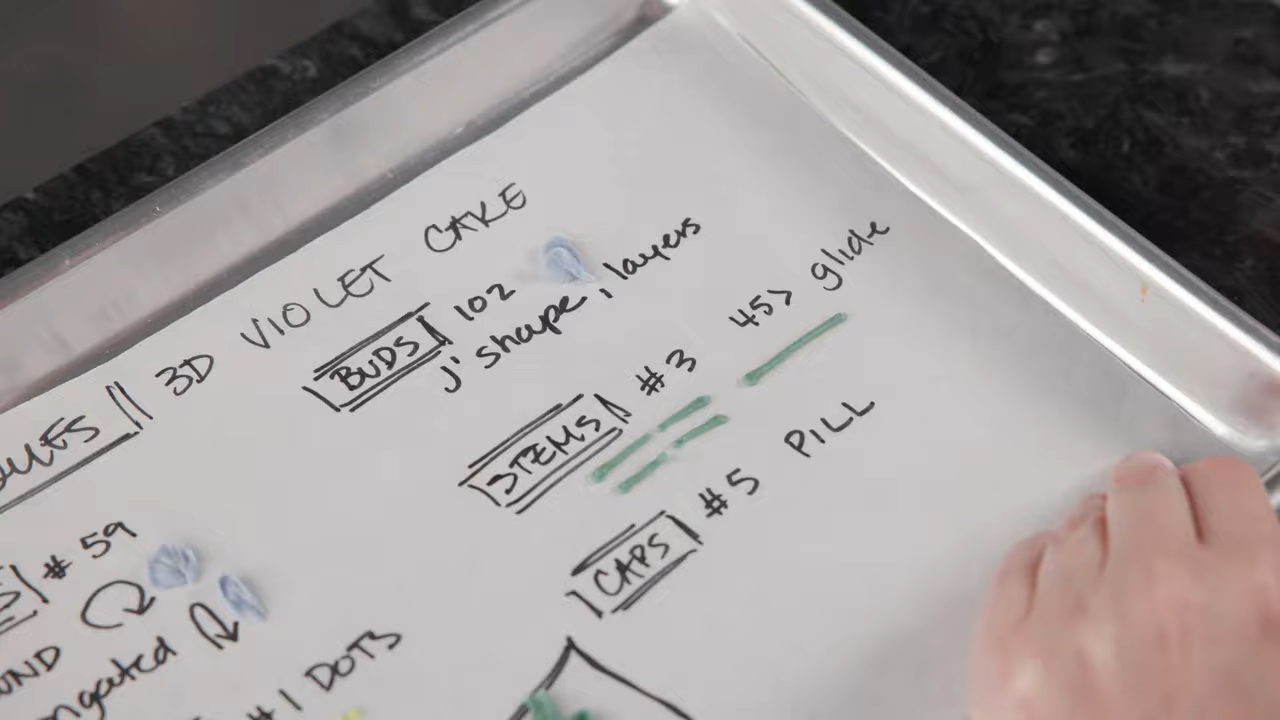 // 3D VIOLET CAKE
BUDS 102
J' shape, layers
STEMS #3 45> glide
CAPS #5 PILL
# 59
#1 DOTS